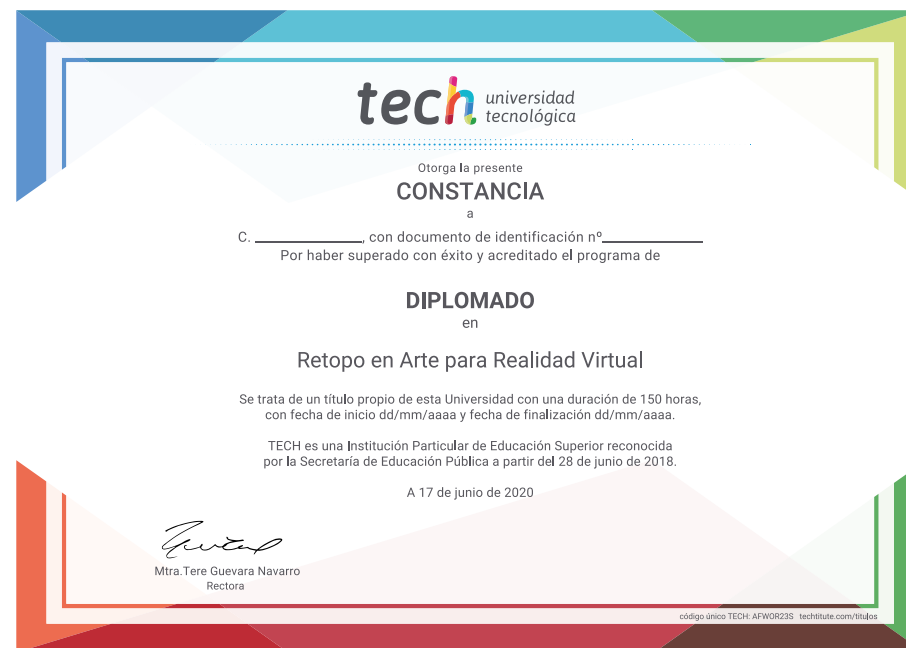 tech universidad
tecnológica
Otorga la presente
CONSTANCIA
a
C. ____________, con documento de identificación nº____________
Por haber superado con éxito y acreditado el programa de
DIPLOMADO
en
Retopo en Arte para Realidad Virtual
Se trata de un título propio de esta Universidad con una duración de 150 horas,
con fecha de inicio dd/mm/aaaa y fecha de finalización dd/mm/aaaa.
TECH es una Institución Particular de Educación Superior reconocida
por la Secretaría de Educación Pública a partir del 28 de junio de 2018.
A 17 de junio de 2020
Mtra.Tere Guevara Navarro
Rectora
código único TECH: AFWOR23S techtitute.com/titulos